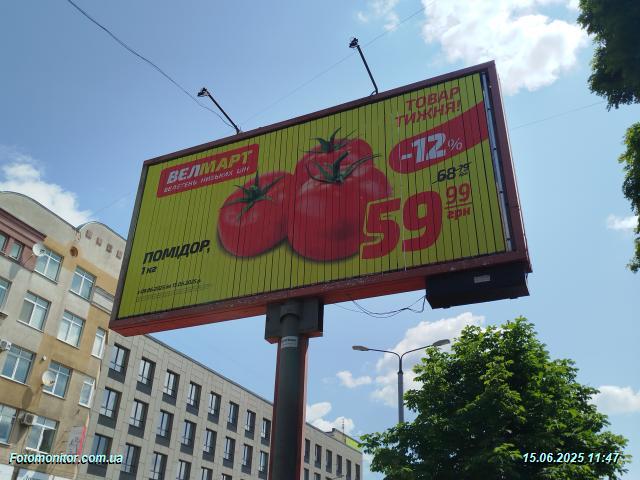 ТОВАР
ТИЖНЯ!
-12%
68 79
59 99
грн
ВЕЛМАРТ
ВЕЛЕТЕНЬ НИЗЬКИХ ЦІН
ПОМІДОР,
1 кг
Fotomonitor.com.ua
15.06.2025 11:47